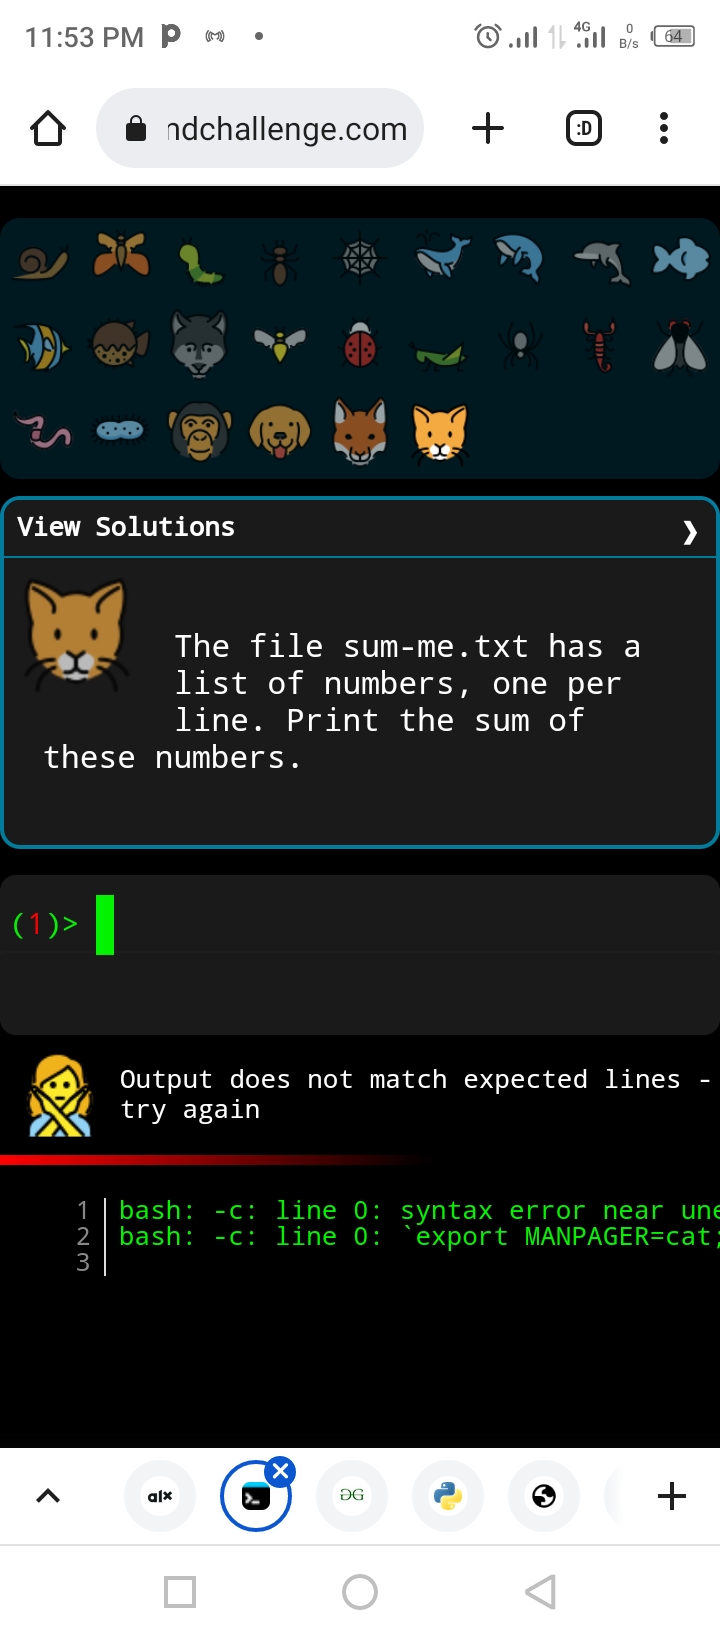 11:53 PM
4G
0
B/s
64
ndchallenge.com
:D
View Solutions
The file sum-me.txt has a
list of numbers, one per
line. Print the sum of
these numbers.
(1)>
Output does not match expected lines -
try again
1 bash: -c: line 0: syntax error near une
2 bash: -c: line 0: `export MANPAGER=cat;
3
alx